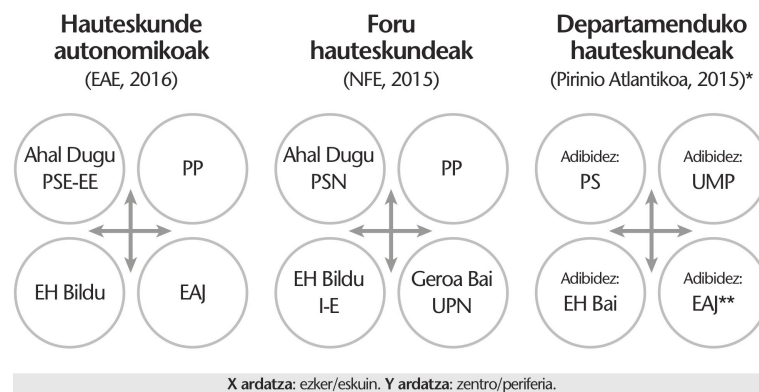 Hauteskunde
autonomikoak
(EAE, 2016)
Ahal Dugu
PSE-EE
PP
EH Bildu
EAJ
Foru
hauteskundeak
(NFE, 2015)
Ahal Dugu
PSN
PP
EH Bildu
I-E
Geroa Bai
UPN
Departamenduko
hauteskundeak
(Pirinio Atlantikoa, 2015)*
Adibidez:
PS
Adibidez:
UMP
Adibidez:
EH Bai
Adibidez:
EAJ**
X ardatza: ezker/eskuin. Y ardatza: zentro/periferia.